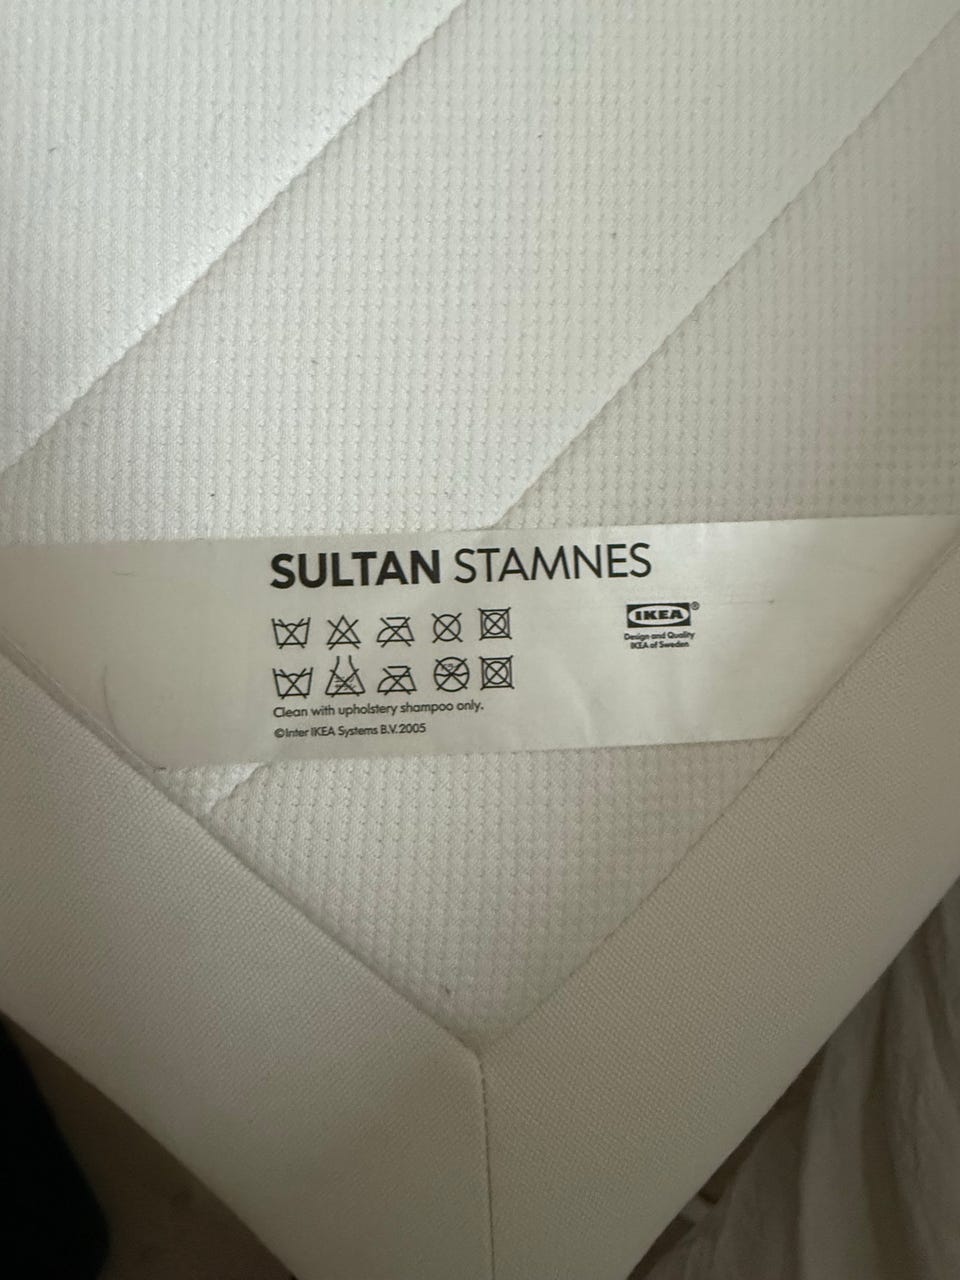 SULTAN STAMNES
IKEA®
Design and Quality
IKEA of Sweden
Clean with upholstery shampoo only.
©Inter IKEA Systems B.V. 2005